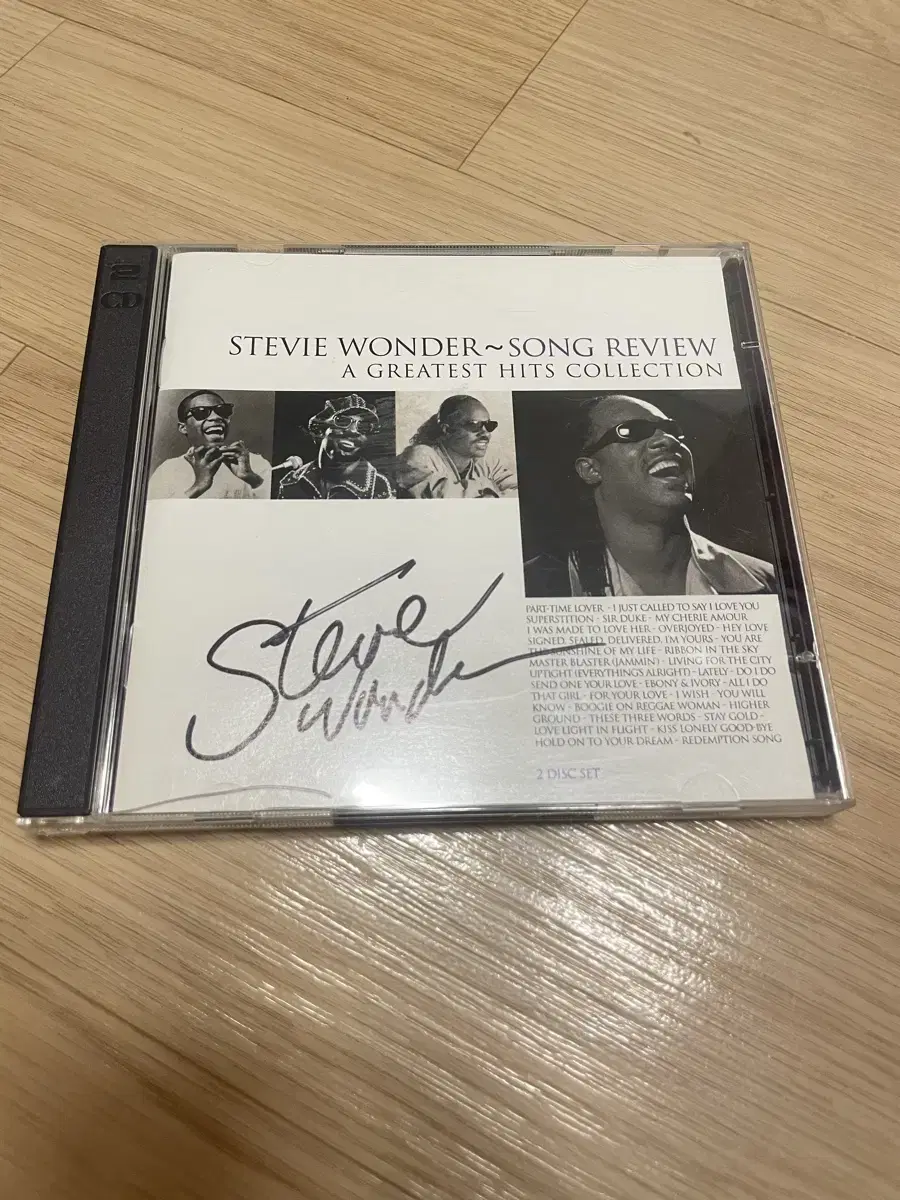 2
CD
STEVIE WONDER~SONG REVIEW
A GREATEST HITS COLLECTION
Stevie
Wonder
PART-TIME LOVER - I JUST CALLED TO SAY I LOVE YOU
SUPERSTITION - SIR DUKE - MY CHERIE AMOUR
I WAS MADE TO LOVE HER - OVERJOYED - HEY LOVE
SIGNED, SEALED, DELIVERED, I'M YOURS - YOU ARE
THE SUNSHINE OF MY LIFE - RIBBON IN THE SKY
MASTER BLASTER (JAMMIN') - LIVING FOR THE CITY
UPTIGHT (EVERYTHING'S ALRIGHT) - LATELY - DO I DO
SEND ONE YOUR LOVE - EBONY & IVORY - ALL I DO
THAT GIRL - FOR YOUR LOVE - I WISH - YOU WILL
KNOW - BOOGIE ON REGGAE WOMAN - HIGHER
GROUND - THESE THREE WORDS - STAY GOLD -
LOVE LIGHT IN FLIGHT - KISS LONELY GOOD-BYE
HOLD ON TO YOUR DREAM - REDEMPTION SONG
2 DISC SET